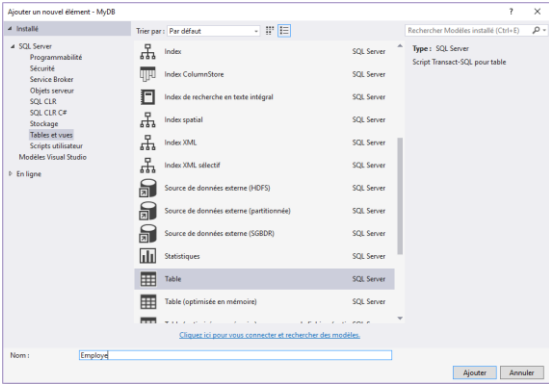 Ajouter un nouvel élément - MyDB
? X
Installé
Trier par : Par défaut
Rechercher Modèles installé (Ctrl+E)
SQL Server
Programmabilité
Sécurité
Service Broker
Objets serveur
SQL CLR
SQL CLR C#
Stockage
Tables et vues
Scripts utilisateur
Modèles Visual Studio
En ligne
Index SQL Server
Index ColumnStore SQL Server
Index de recherche en texte intégral SQL Server
Index spatial SQL Server
Index XML SQL Server
Index XML sélectif SQL Server
Source de données externe (HDFS) SQL Server
Source de données externe (partitionnée) SQL Server
Source de données externe (SGBDR) SQL Server
Statistiques SQL Server
Table SQL Server
Table (optimisée en mémoire) SQL Server
Type : SQL Server
Script Transact-SQL pour table
Cliquez ici pour vous connecter et rechercher des modèles.
Nom : Employe
Ajouter Annuler